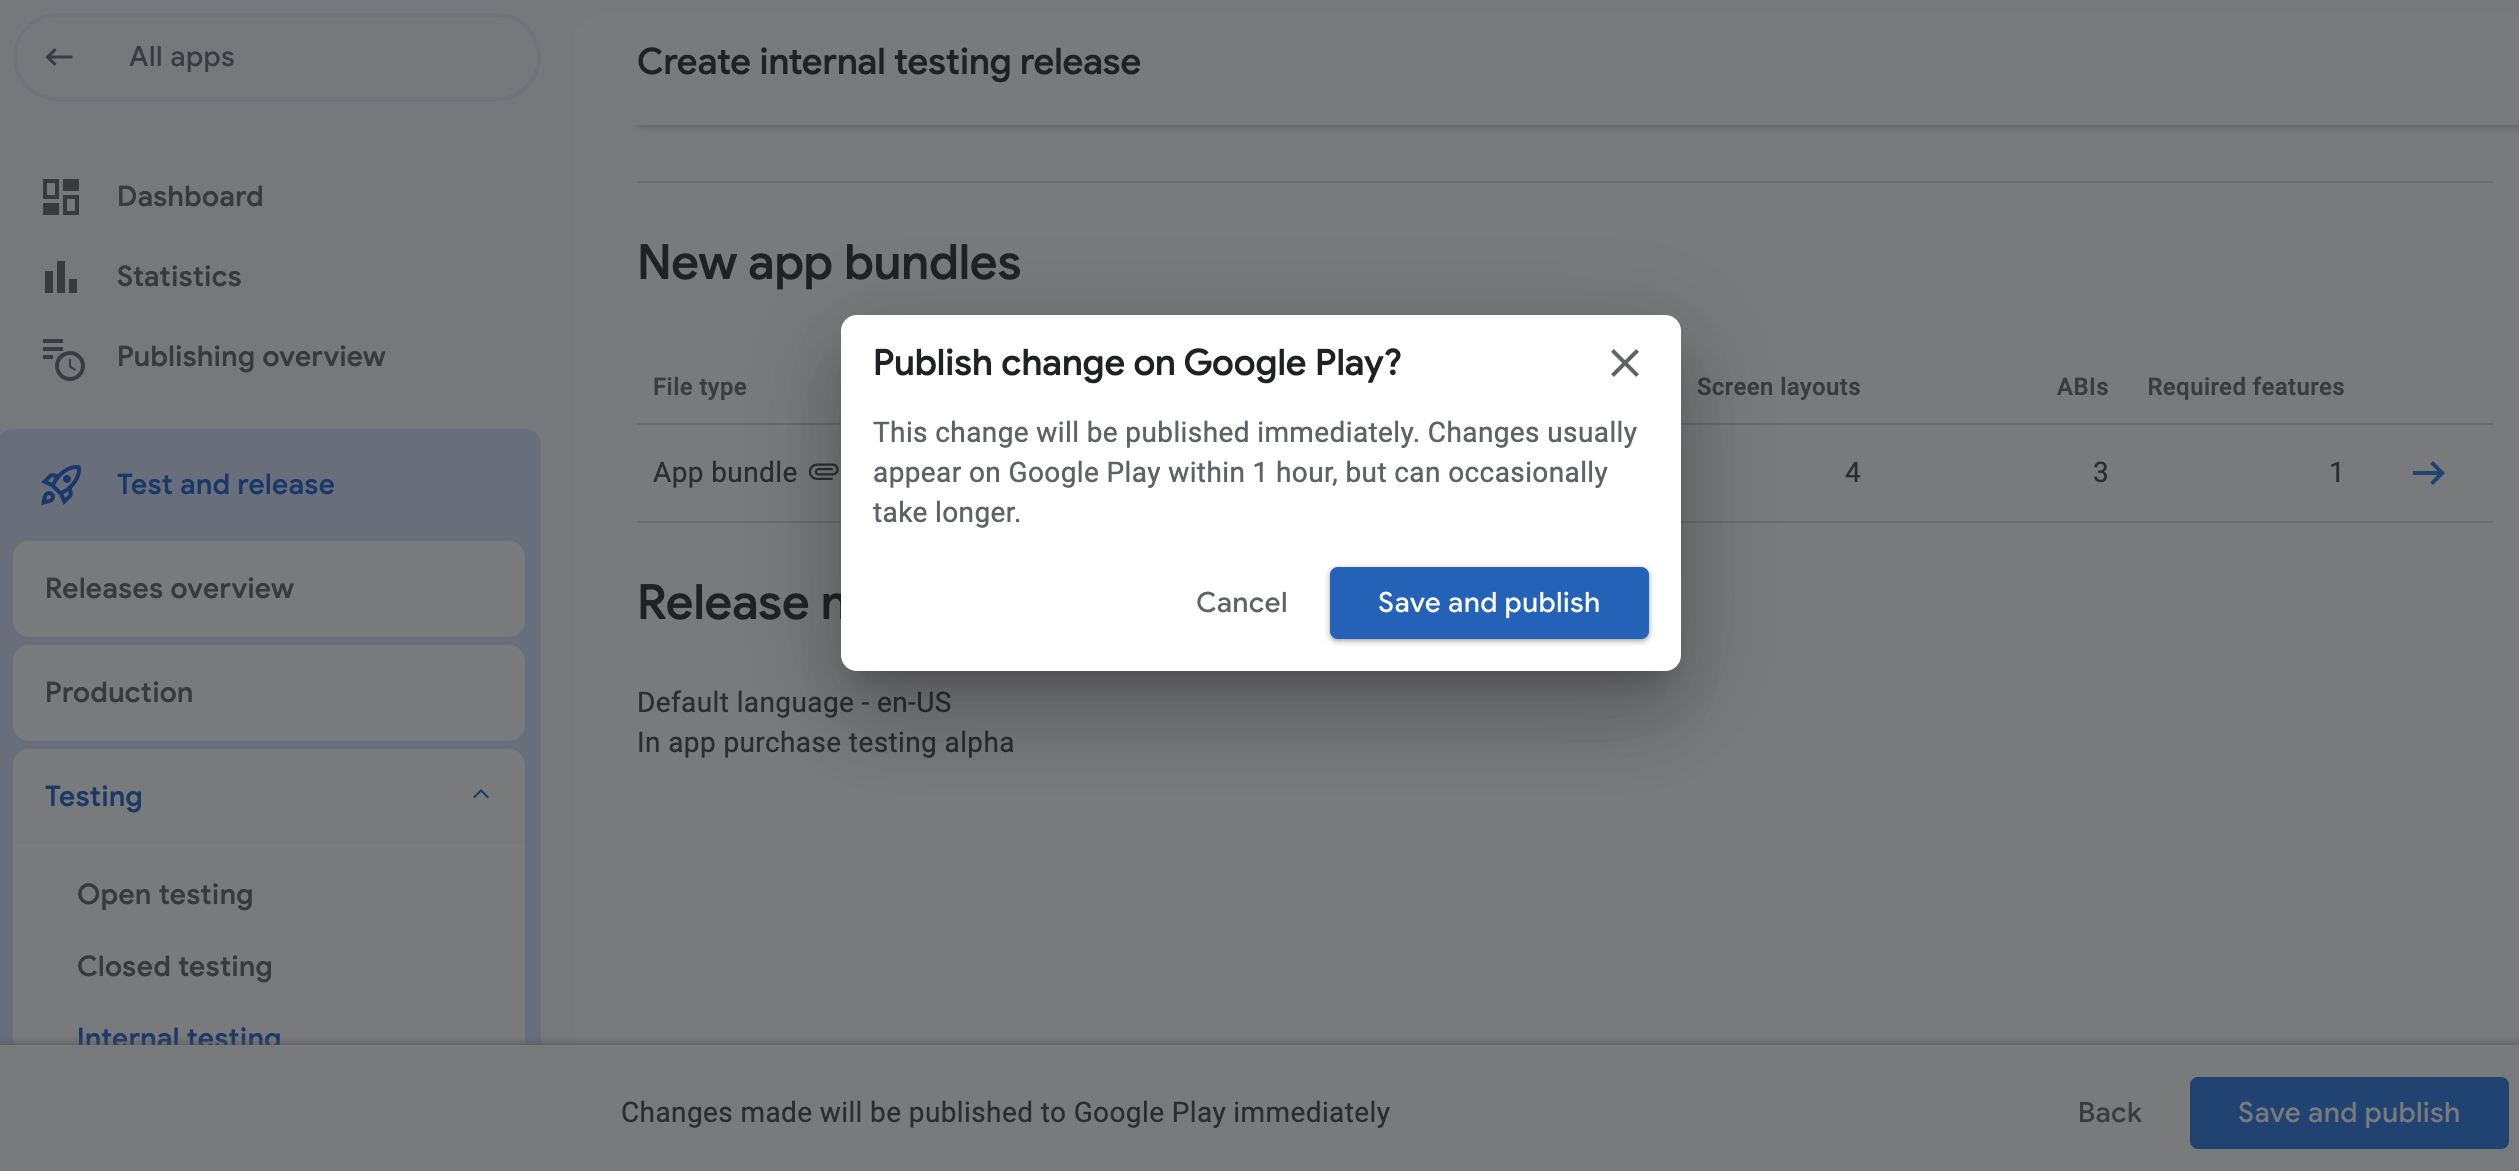 All apps
Create internal testing release
Dashboard
Statistics
Publishing overview
Test and release
Releases overview
Production
Testing
Open testing
Closed testing
Internal testing
New app bundles
File type
Screen layouts
ABIs
Required features
App bundle
4
3
1
Publish change on Google Play?
This change will be published immediately. Changes usually
appear on Google Play within 1 hour, but can occasionally
take longer.
Cancel
Save and publish
Release
Default language - en-US
In app purchase testing alpha
Changes made will be published to Google Play immediately
Back
Save and publish